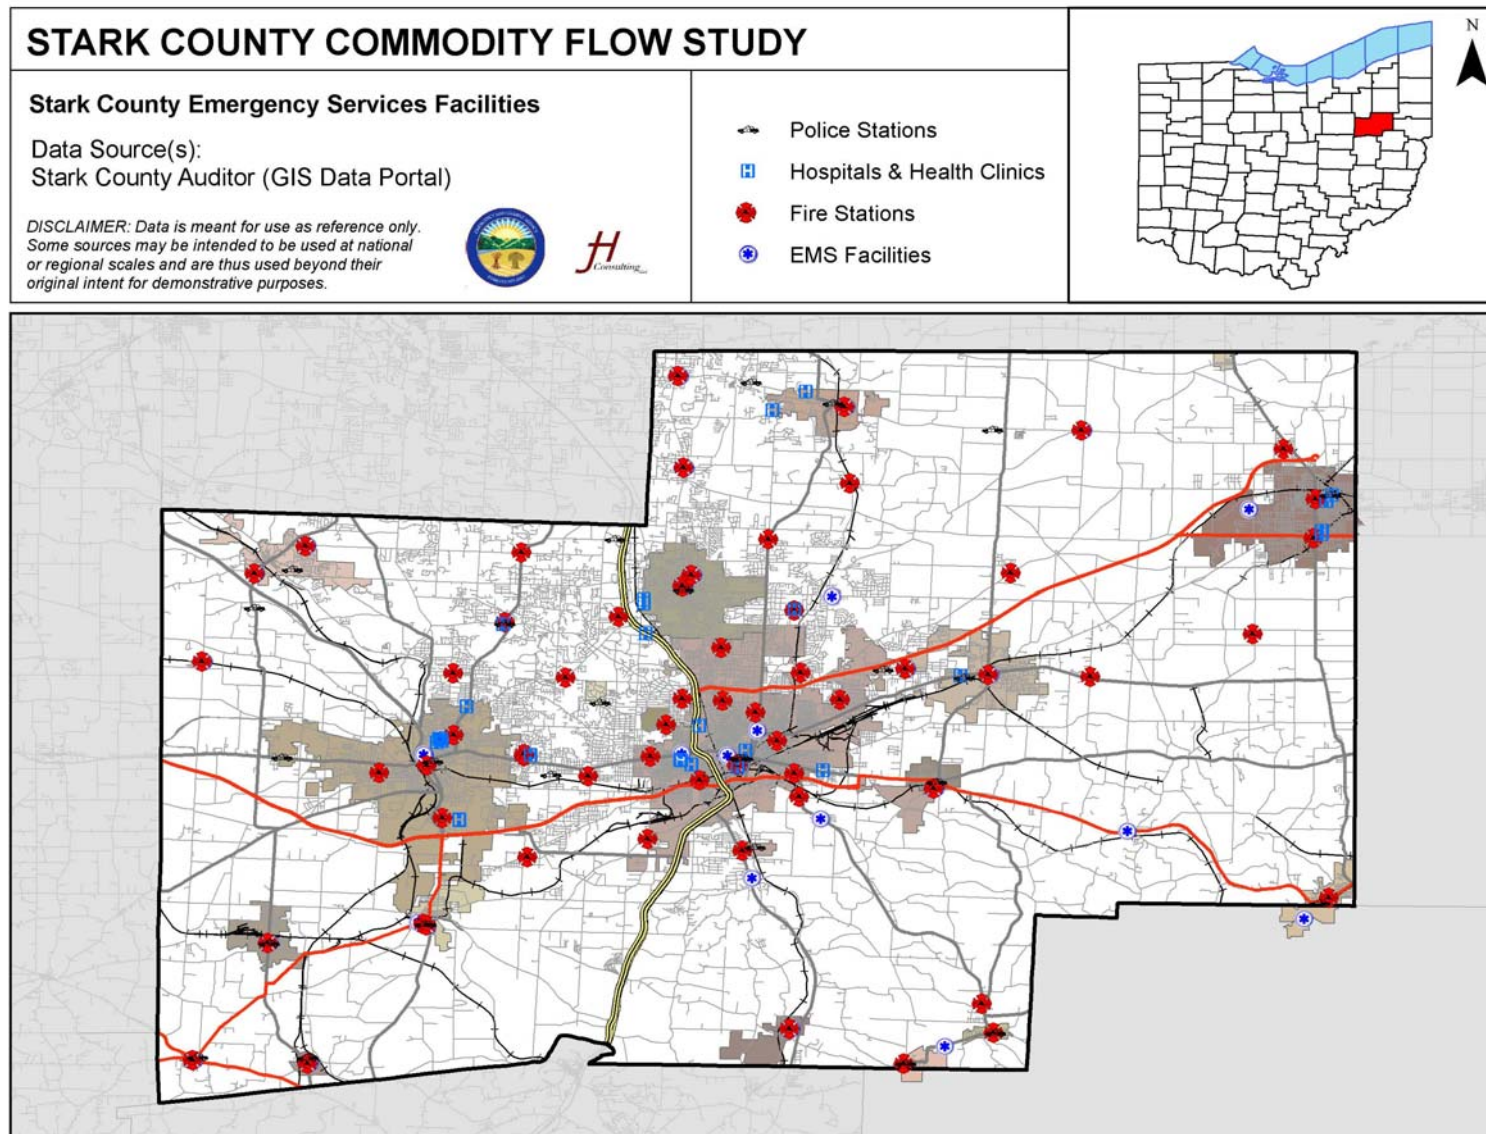 STARK COUNTY COMMODITY FLOW STUDY
Stark County Emergency Services Facilities
Data Source(s):
Stark County Auditor (GIS Data Portal)
DISCLAIMER: Data is meant for use as reference only.
Some sources may be intended to be used at national
or regional scales and are thus used beyond their
original intent for demonstrative purposes.
JH
Consulting
Police Stations
Hospitals & Health Clinics
Fire Stations
EMS Facilities
N